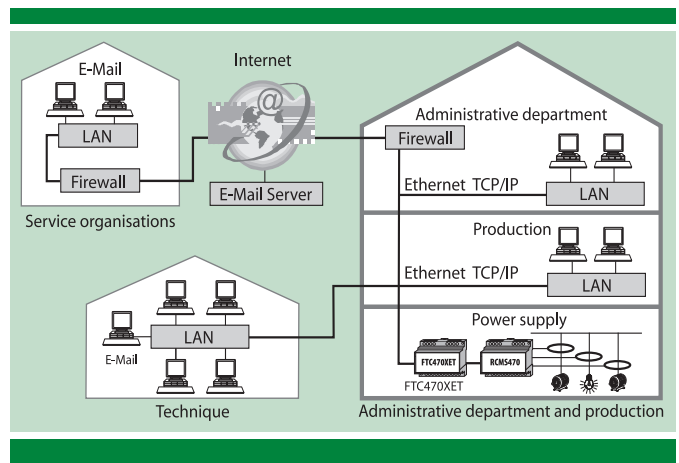 E-Mail
LAN
Firewall
Service organisations
Internet
@
E-Mail Server
Administrative department
Firewall
Ethernet TCP/IP
LAN
Production
Ethernet TCP/IP
LAN
Power supply
FTC470XET
RCMS470
FTC470XET
Administrative department and production
LAN
E-Mail
Technique